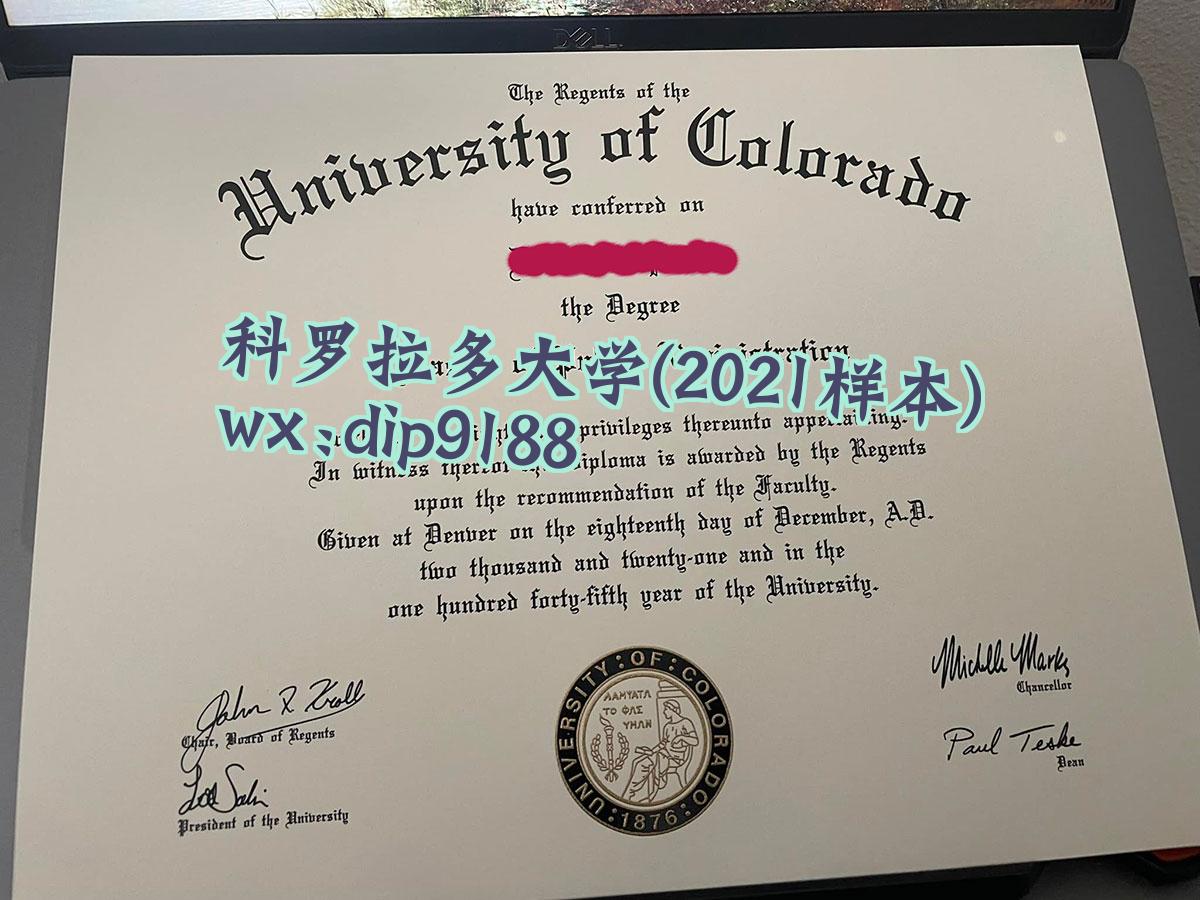 DELL
The Regents of the
University of Colorado
have conferred on
the Degree
科罗拉多大学(2021样本)
wx:dip9188
privileges thereunto appertaining.
In witness thereof diploma is awarded by the Regents
upon the recommendation of the Faculty.
Given at Denver on the eighteenth day of December, A.D.
two thousand and twenty-one and in the
one hundred forty-fifth year of the University.
Chair, Board of Regents
President of the University
UNIVERSITY OF COLORADO
ΛΑΜΨΑΤΩ
ΤΟ ΦΩΣ
ΥΜΩΝ
1876
Michelle Marks
Chancellor
Paul Teske
Dean